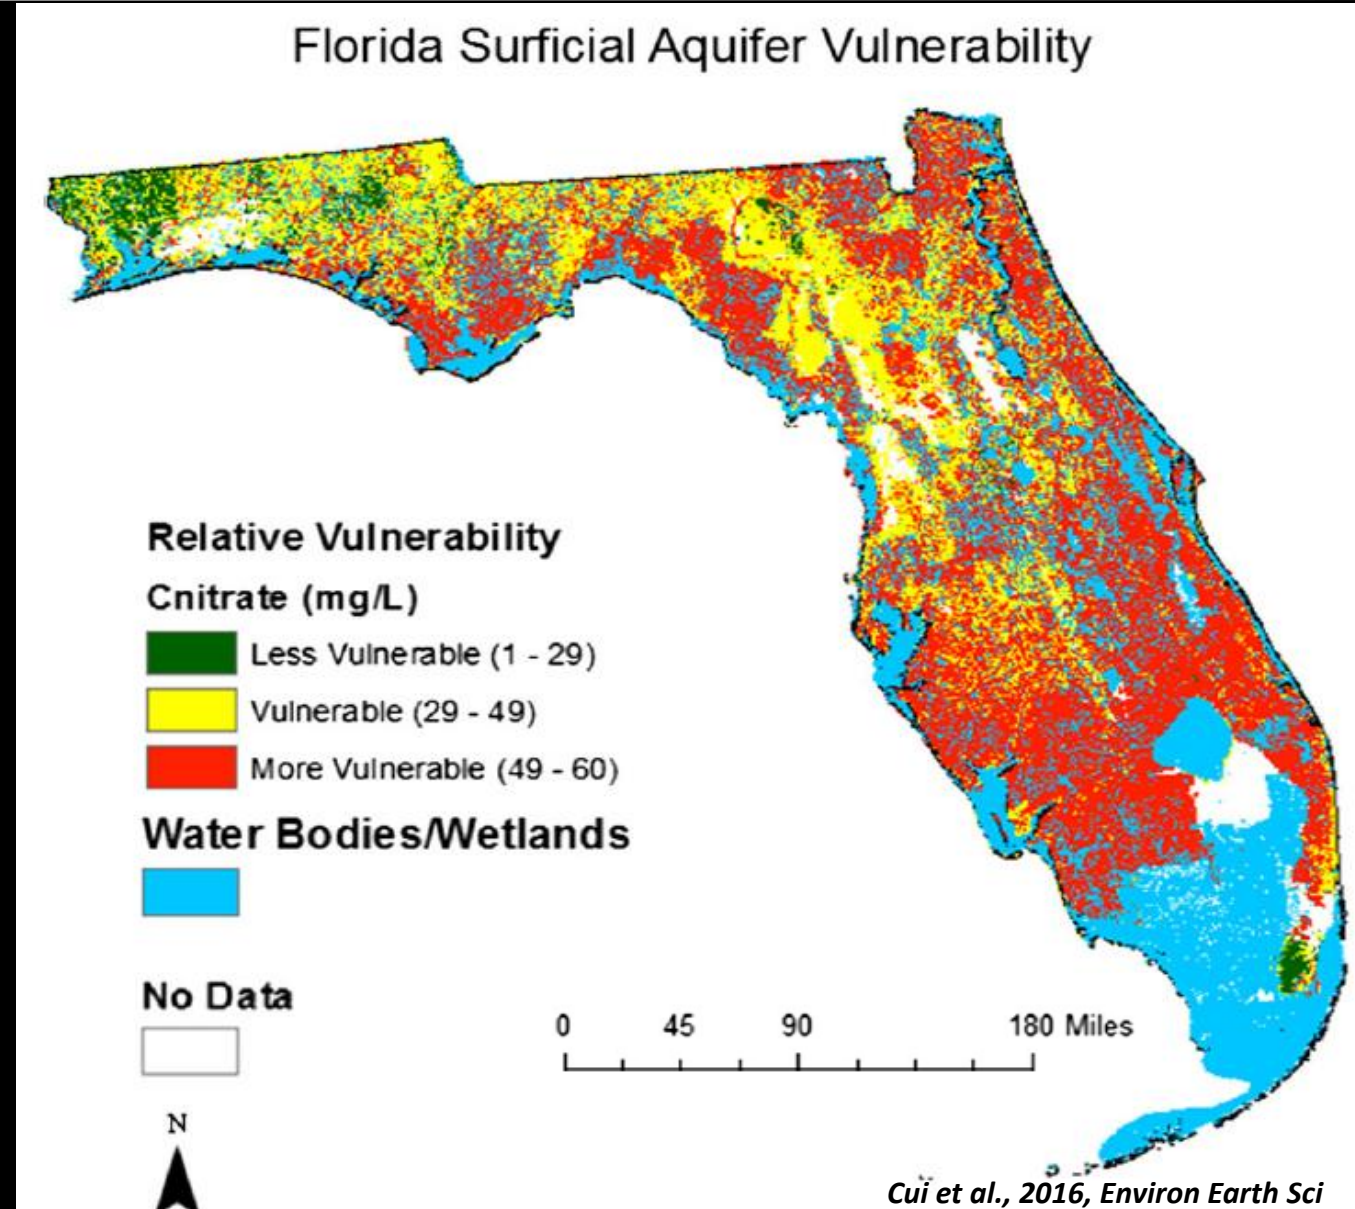 Florida Surficial Aquifer Vulnerability
Relative Vulnerability
Cnitrate (mg/L)
Less Vulnerable (1 - 29)
Vulnerable (29 - 49)
More Vulnerable (49 - 60)
Water Bodies/Wetlands
No Data
0 45 90 180 Miles
N
Cui et al., 2016, Environ Earth Sci